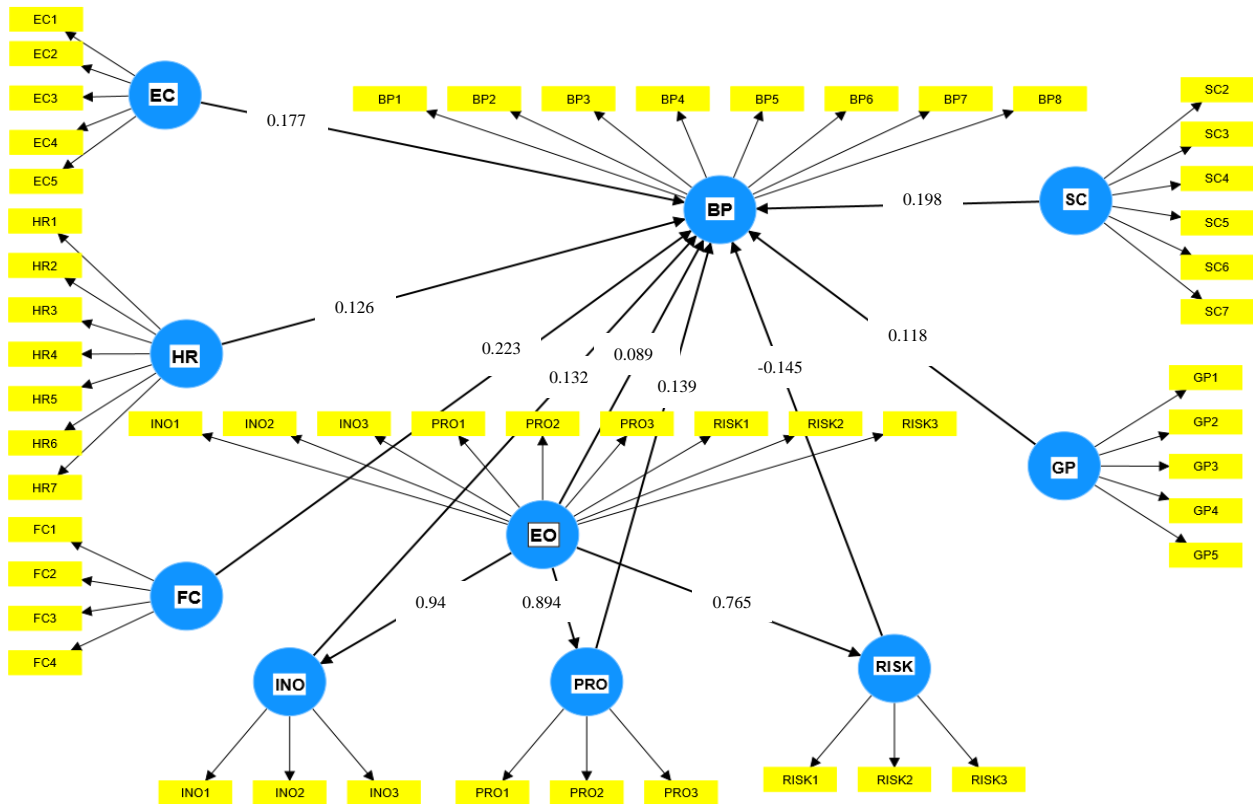 EC1
EC2
EC3
EC4
EC5
EC
0.177
BP1
BP2
BP3
BP4
BP5
BP6
BP7
BP8
BP
SC2
SC3
SC4
SC5
SC6
SC7
SC
0.198
HR1
HR2
HR3
HR4
HR5
HR6
HR7
HR
0.126
0.223
0.132
0.089
0.139
-0.145
0.118
GP1
GP2
GP3
GP4
GP5
GP
INO1
INO2
INO3
PRO1
PRO2
PRO3
RISK1
RISK2
RISK3
EO
FC1
FC2
FC3
FC4
FC
0.94
0.894
0.765
INO
PRO
RISK
INO1
INO2
INO3
PRO1
PRO2
PRO3
RISK1
RISK2
RISK3